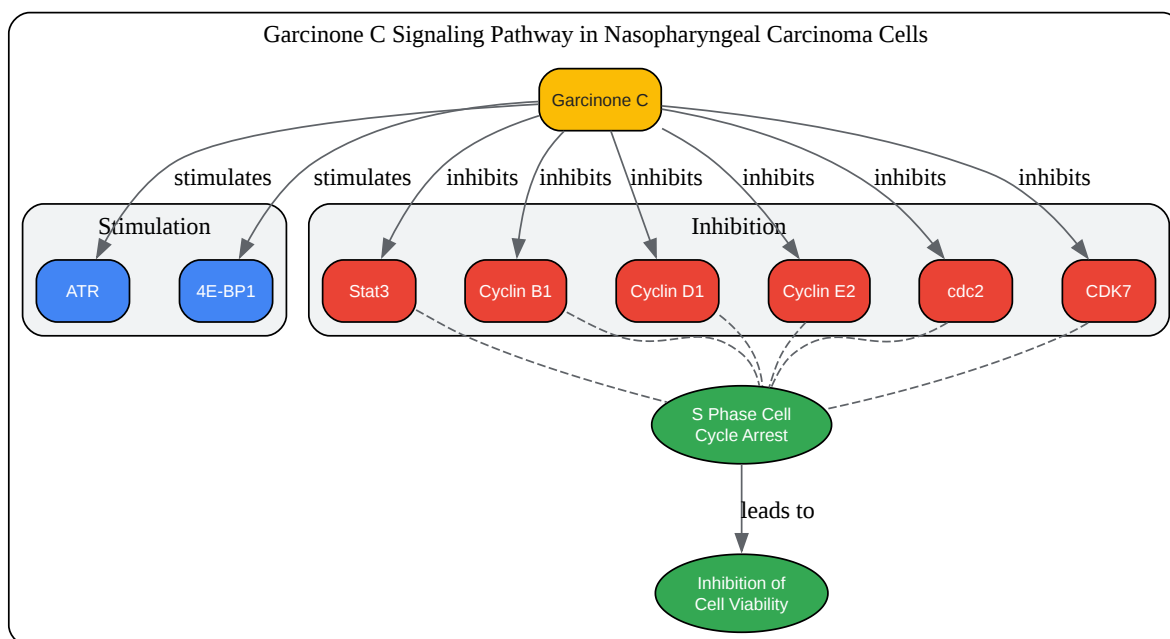 Garcinone C Signaling Pathway in Nasopharyngeal Carcinoma Cells
Garcinone C
stimulates
stimulates
inhibits
inhibits
inhibits
inhibits
inhibits
inhibits
Stimulation
Inhibition
ATR
4E-BP1
Stat3
Cyclin B1
Cyclin D1
Cyclin E2
cdc2
CDK7
S Phase Cell
Cycle Arrest
leads to
Inhibition of
Cell Viability